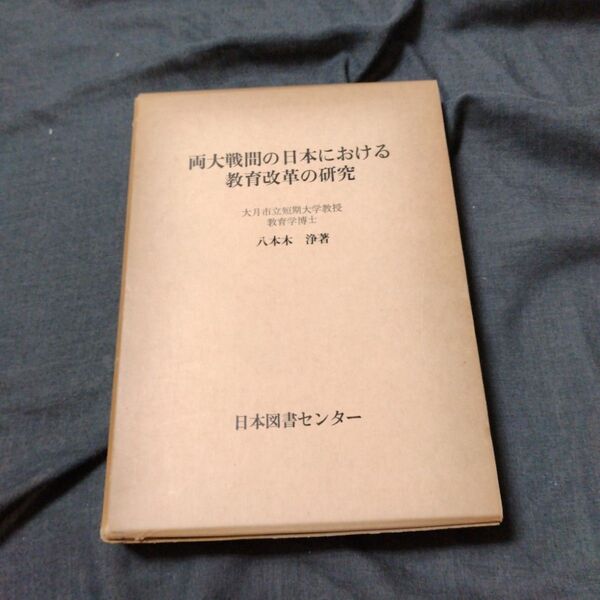 両大戦間の日本における
教育改革の研究
大月市立短期大学教授
教育学博士
八本木 浄著
日本図書センター